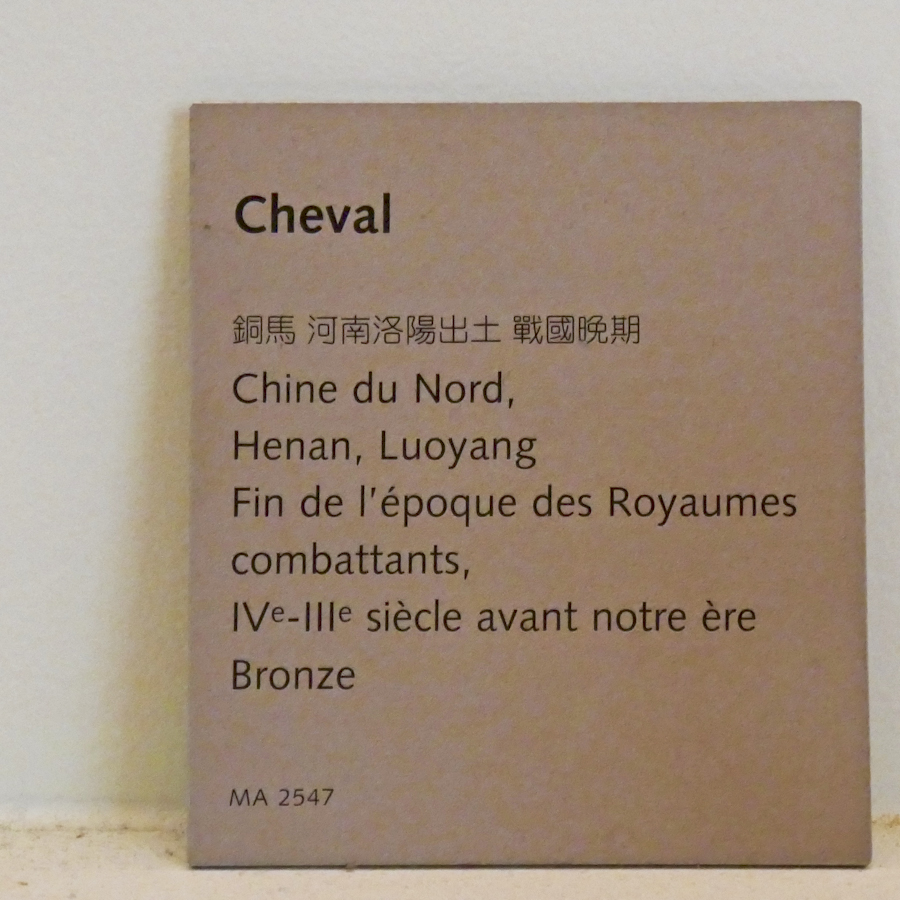 Cheval
銅馬 河南洛陽出土 戰國晚期
Chine du Nord,
Henan, Luoyang
Fin de l'époque des Royaumes
combattants,
IVe-IIIe siècle avant notre ère
Bronze
MA 2547